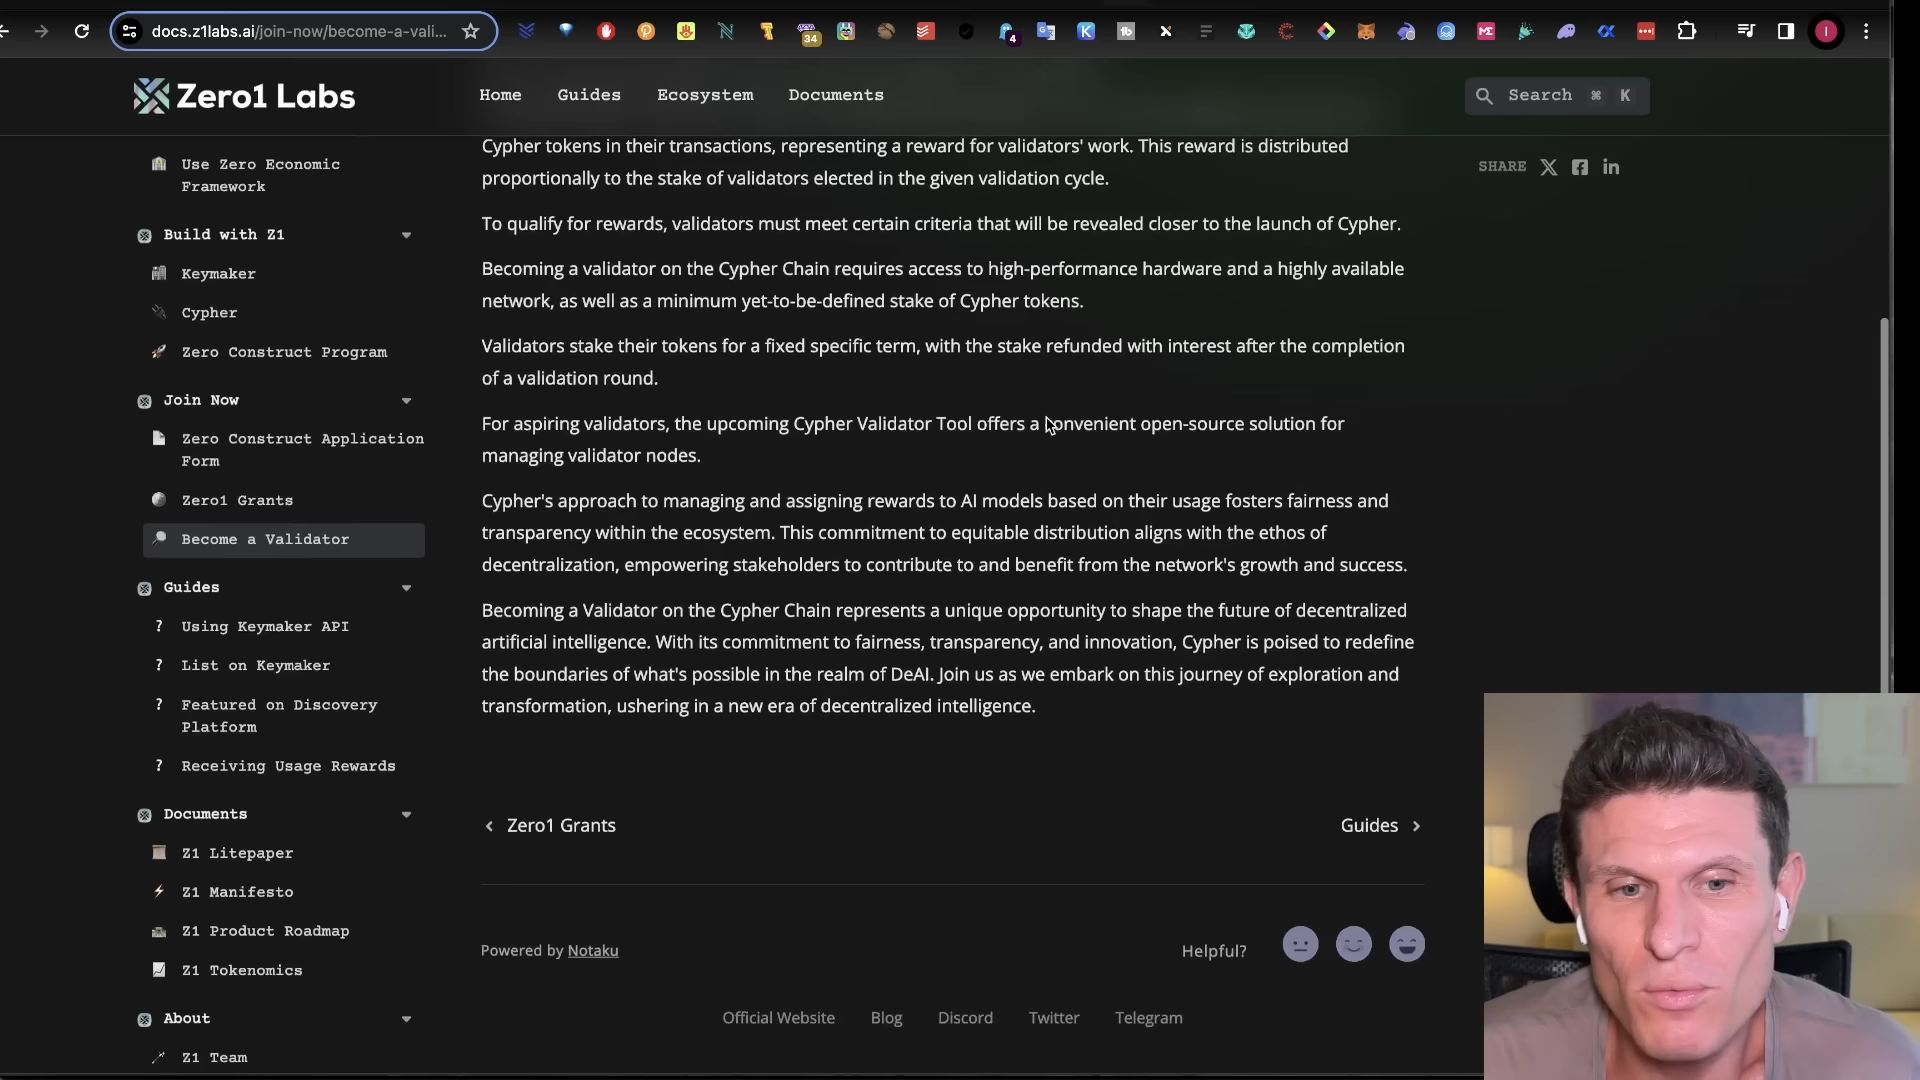 docs.z1labs.ai/join-now/become-a-vali...
34
4
Zero1 Labs
Home
Guides
Ecosystem
Documents
Search ⌘ K
Use Zero Economic
Framework
Build with Z1
Keymaker
Cypher
Zero Construct Program
Join Now
Zero Construct Application
Form
Zero1 Grants
Become a Validator
Guides
? Using Keymaker API
? List on Keymaker
? Featured on Discovery
Platform
? Receiving Usage Rewards
Documents
Z1 Litepaper
Z1 Manifesto
Z1 Product Roadmap
Z1 Tokenomics
About
Z1 Team
Cypher tokens in their transactions, representing a reward for validators' work. This reward is distributed
proportionally to the stake of validators elected in the given validation cycle.
To qualify for rewards, validators must meet certain criteria that will be revealed closer to the launch of Cypher.
Becoming a validator on the Cypher Chain requires access to high-performance hardware and a highly available
network, as well as a minimum yet-to-be-defined stake of Cypher tokens.
Validators stake their tokens for a fixed specific term, with the stake refunded with interest after the completion
of a validation round.
For aspiring validators, the upcoming Cypher Validator Tool offers a convenient open-source solution for
managing validator nodes.
Cypher's approach to managing and assigning rewards to AI models based on their usage fosters fairness and
transparency within the ecosystem. This commitment to equitable distribution aligns with the ethos of
decentralization, empowering stakeholders to contribute to and benefit from the network's growth and success.
Becoming a Validator on the Cypher Chain represents a unique opportunity to shape the future of decentralized
artificial intelligence. With its commitment to fairness, transparency, and innovation, Cypher is poised to redefine
the boundaries of what's possible in the realm of DeAI. Join us as we embark on this journey of exploration and
transformation, ushering in a new era of decentralized intelligence.
Zero1 Grants
Guides
Powered by Notaku
Helpful?
Official Website
Blog
Discord
Twitter
Telegram
SHARE